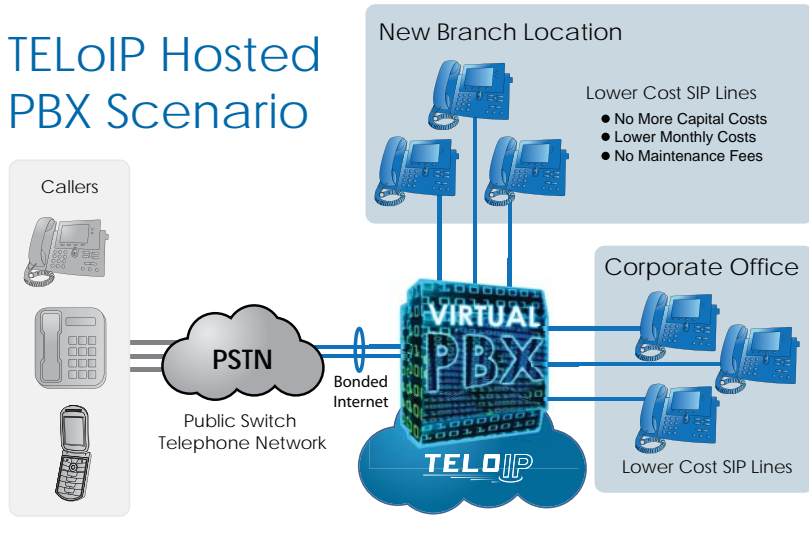 TELoIP Hosted
PBX Scenario
Callers
PSTN
Public Switch
Telephone Network
Bonded
Internet
VIRTUAL
PBX
TELOIP
New Branch Location
Lower Cost SIP Lines
● No More Capital Costs
● Lower Monthly Costs
● No Maintenance Fees
Corporate Office
Lower Cost SIP Lines